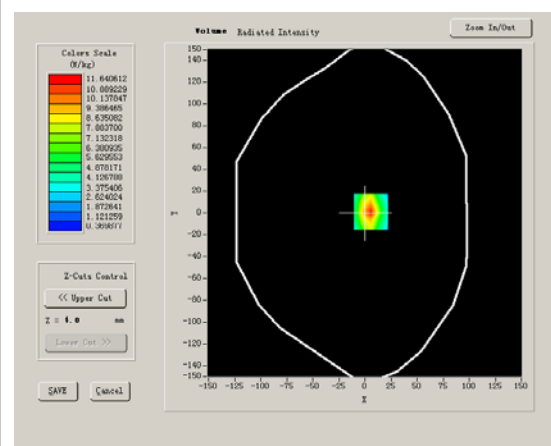 Volume Radiated Intensity
Zoom In/Out
Colors Scale
(W/kg)
11.640612
10.889229
10.137847
9.386465
8.635082
7.883700
7.132318
6.380935
5.629553
4.878171
4.126788
3.375406
2.624024
1.872641
1.121259
0.369877
Z-Cuts Control
<< Upper Cut
Z = 4.0 mm
Lower Cut >>
SAVE
Cancel
150
140
120
100
80
60
40
20
0
-20
-40
-60
-80
-100
-120
-140
-150
Y
-150 -125 -100 -75 -50 -25 0 25 50 75 100 125 150
X